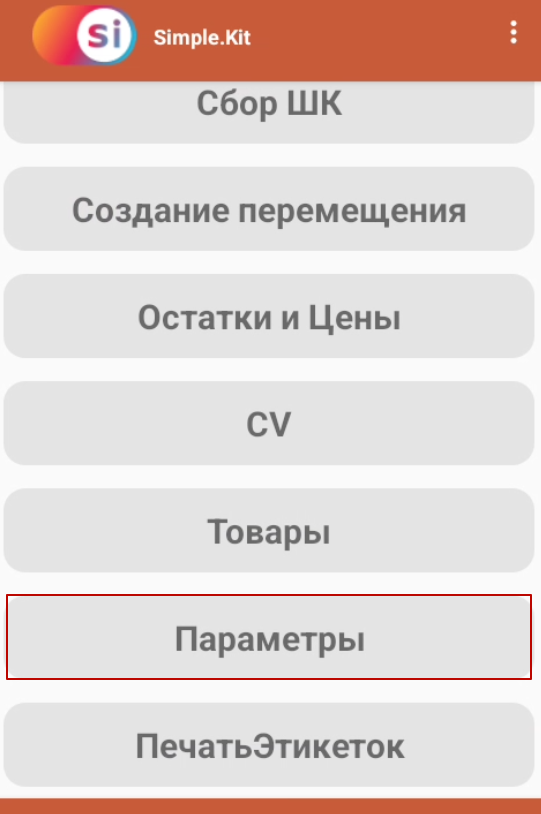 Si
Simple.Kit
Сбор ШК
Создание перемещения
Остатки и Цены
CV
Товары
Параметры
ПечатьЭтикеток